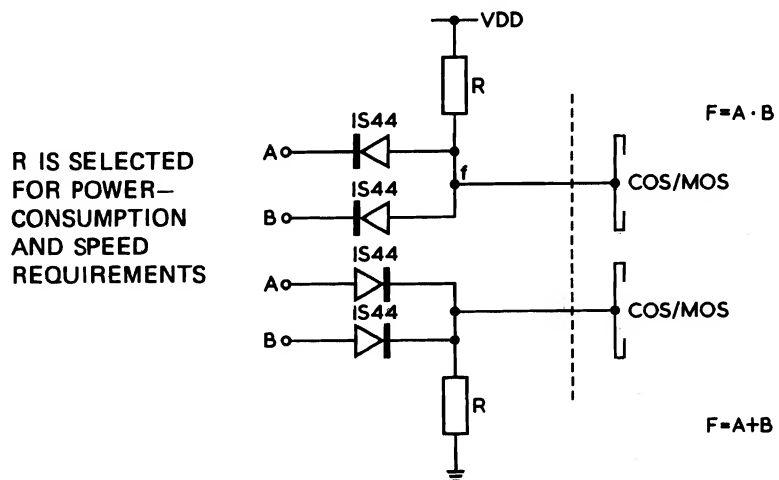 VDD
R
IS44
F=A · B
A
f
COS/MOS
R IS SELECTED
FOR POWER—
CONSUMPTION
AND SPEED
REQUIREMENTS
IS44
B
IS44
A
IS44
COS/MOS
B
R
F=A+B